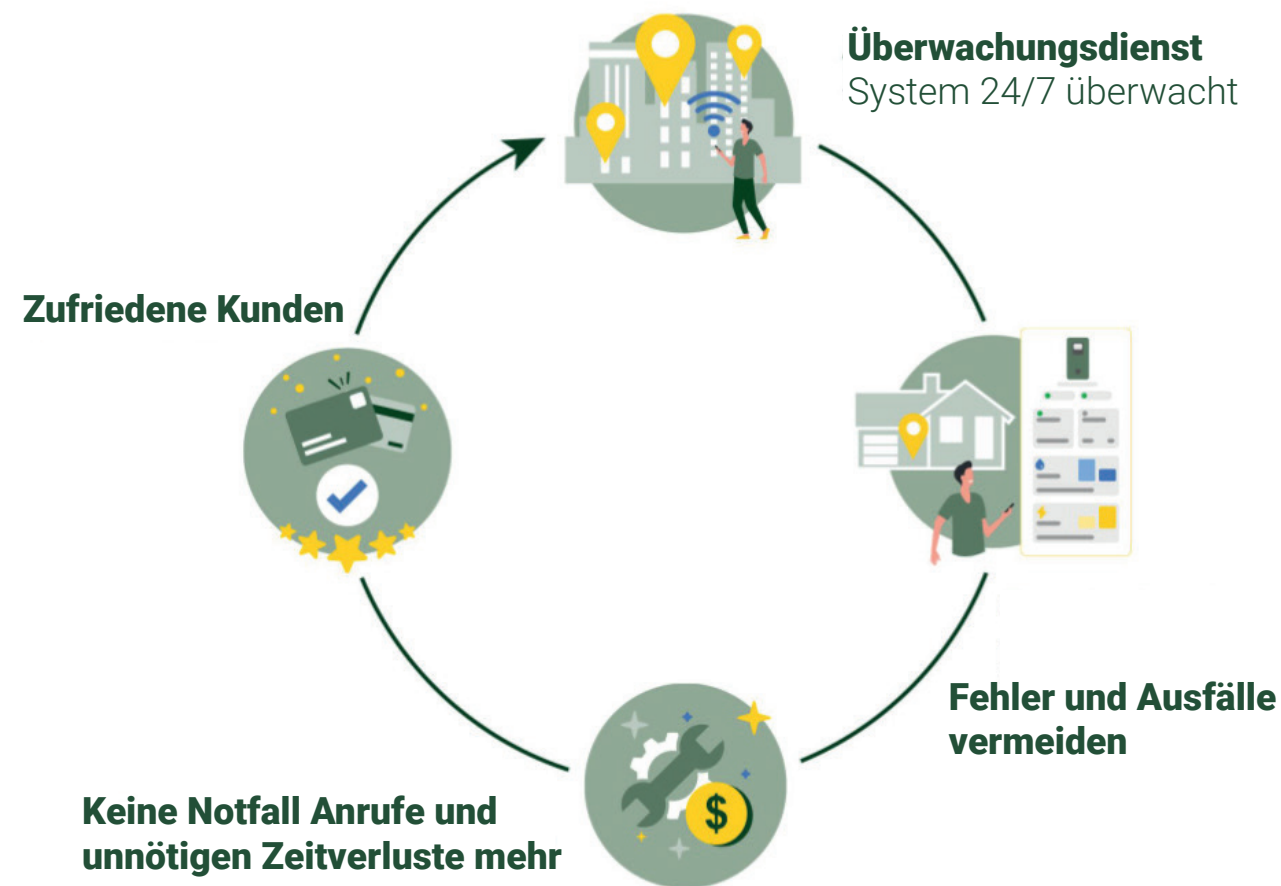 Überwachungsdienst
System 24/7 überwacht
Zufriedene Kunden
Fehler und Ausfälle
vermeiden
$
Keine Notfall Anrufe und
unnötigen Zeitverluste mehr